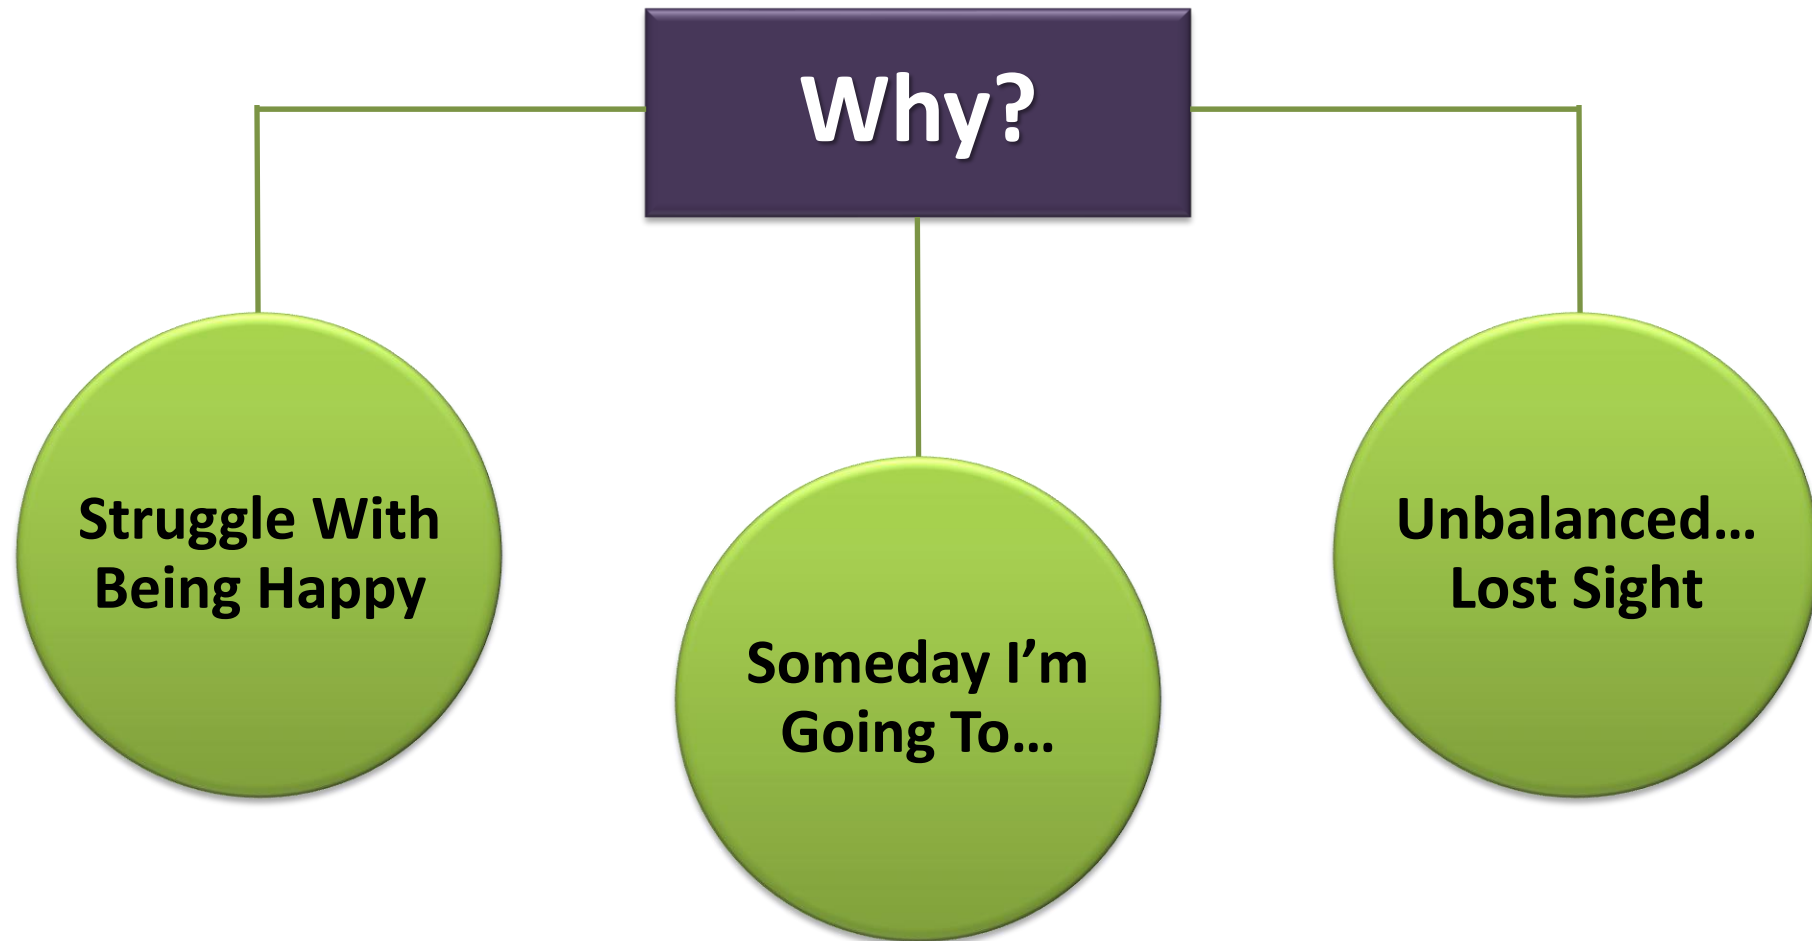 Why?
Struggle With
Being Happy
Someday I’m
Going To…
Unbalanced…
Lost Sight